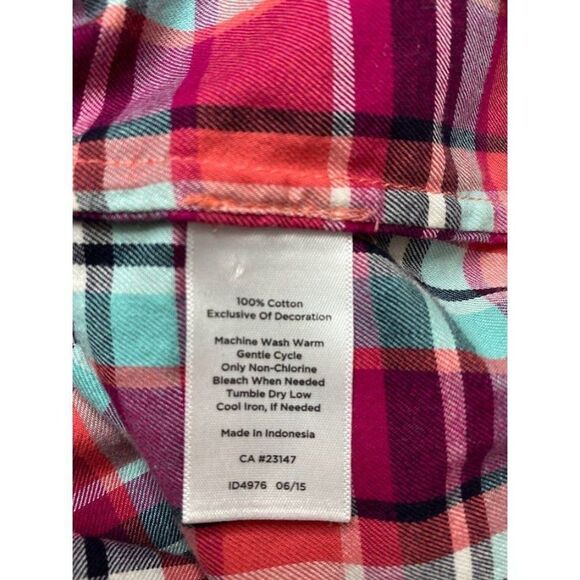 100% Cotton
Exclusive Of Decoration
Machine Wash Warm
Gentle Cycle
Only Non-Chlorine
Bleach When Needed
Tumble Dry Low
Cool Iron, If Needed
Made In Indonesia
CA #23147
ID4976 06/15